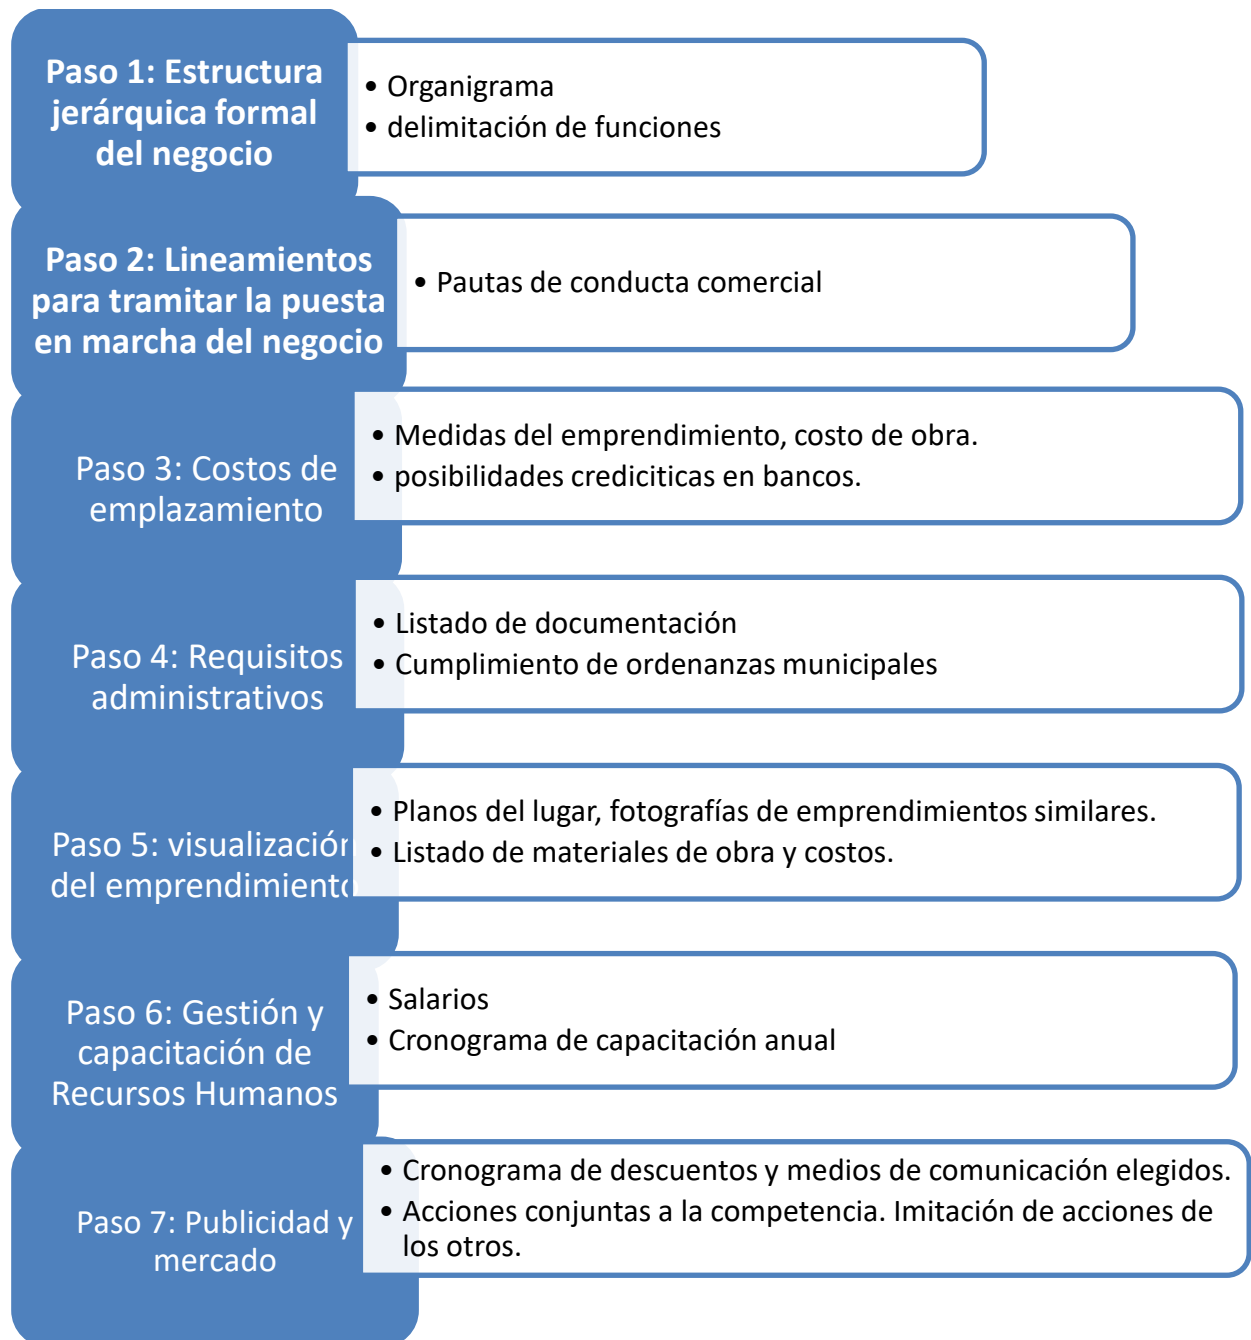 Paso 1: Estructura
jerárquica formal
del negocio
• Organigrama
• delimitación de funciones
Paso 2: Lineamientos
para tramitar la puesta
en marcha del negocio
• Pautas de conducta comercial
Paso 3: Costos de
emplazamiento
• Medidas del emprendimiento, costo de obra.
• posibilidades crediciticas en bancos.
Paso 4: Requisitos
administrativos
• Listado de documentación
• Cumplimiento de ordenanzas municipales
Paso 5: visualización
del emprendimiento
• Planos del lugar, fotografías de emprendimientos similares.
• Listado de materiales de obra y costos.
Paso 6: Gestión y
capacitación de
Recursos Humanos
• Salarios
• Cronograma de capacitación anual
Paso 7: Publicidad y
mercado
• Cronograma de descuentos y medios de comunicación elegidos.
• Acciones conjuntas a la competencia. Imitación de acciones de
los otros.